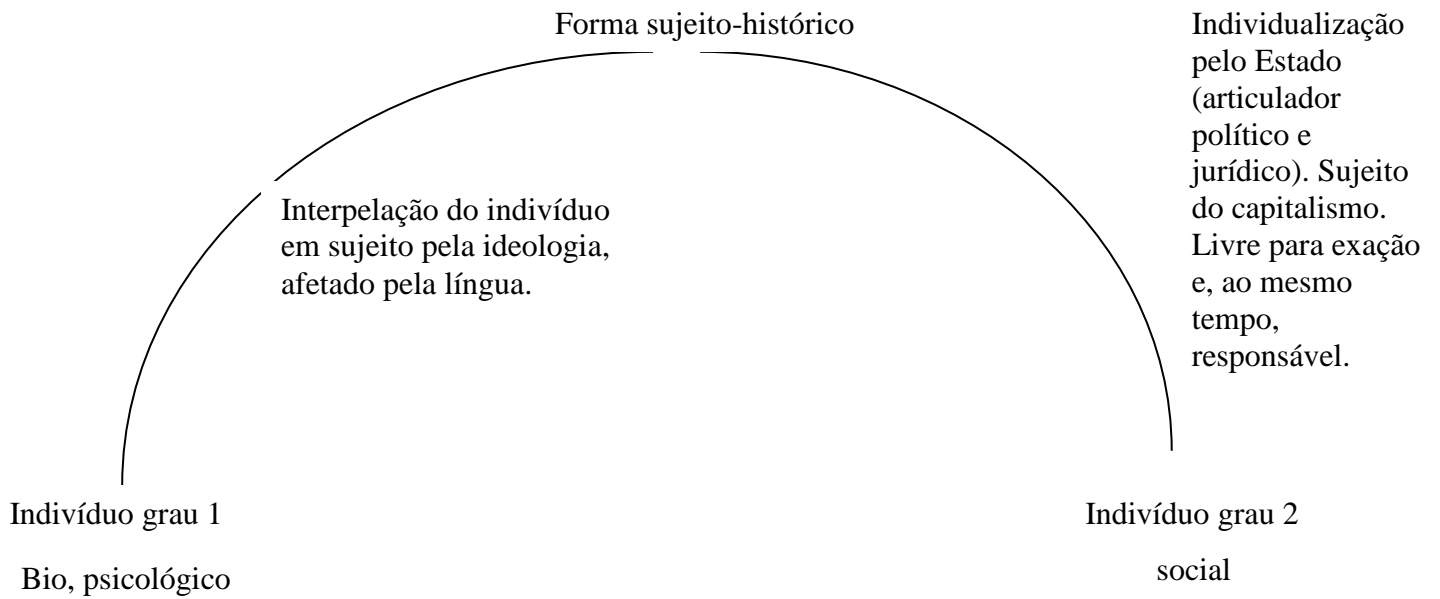 Forma sujeito-histórico
Individualização
pelo Estado
(articulador
político e
jurídico). Sujeito
do capitalismo.
Livre para exação
e, ao mesmo
tempo,
responsável.
Interpelação do indivíduo
em sujeito pela ideologia,
afetado pela língua.
Indivíduo grau 1
Bio, psicológico
Indivíduo grau 2
social